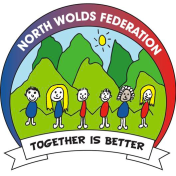 NORTH WOLDS FEDERATION
TOGETHER IS BETTER